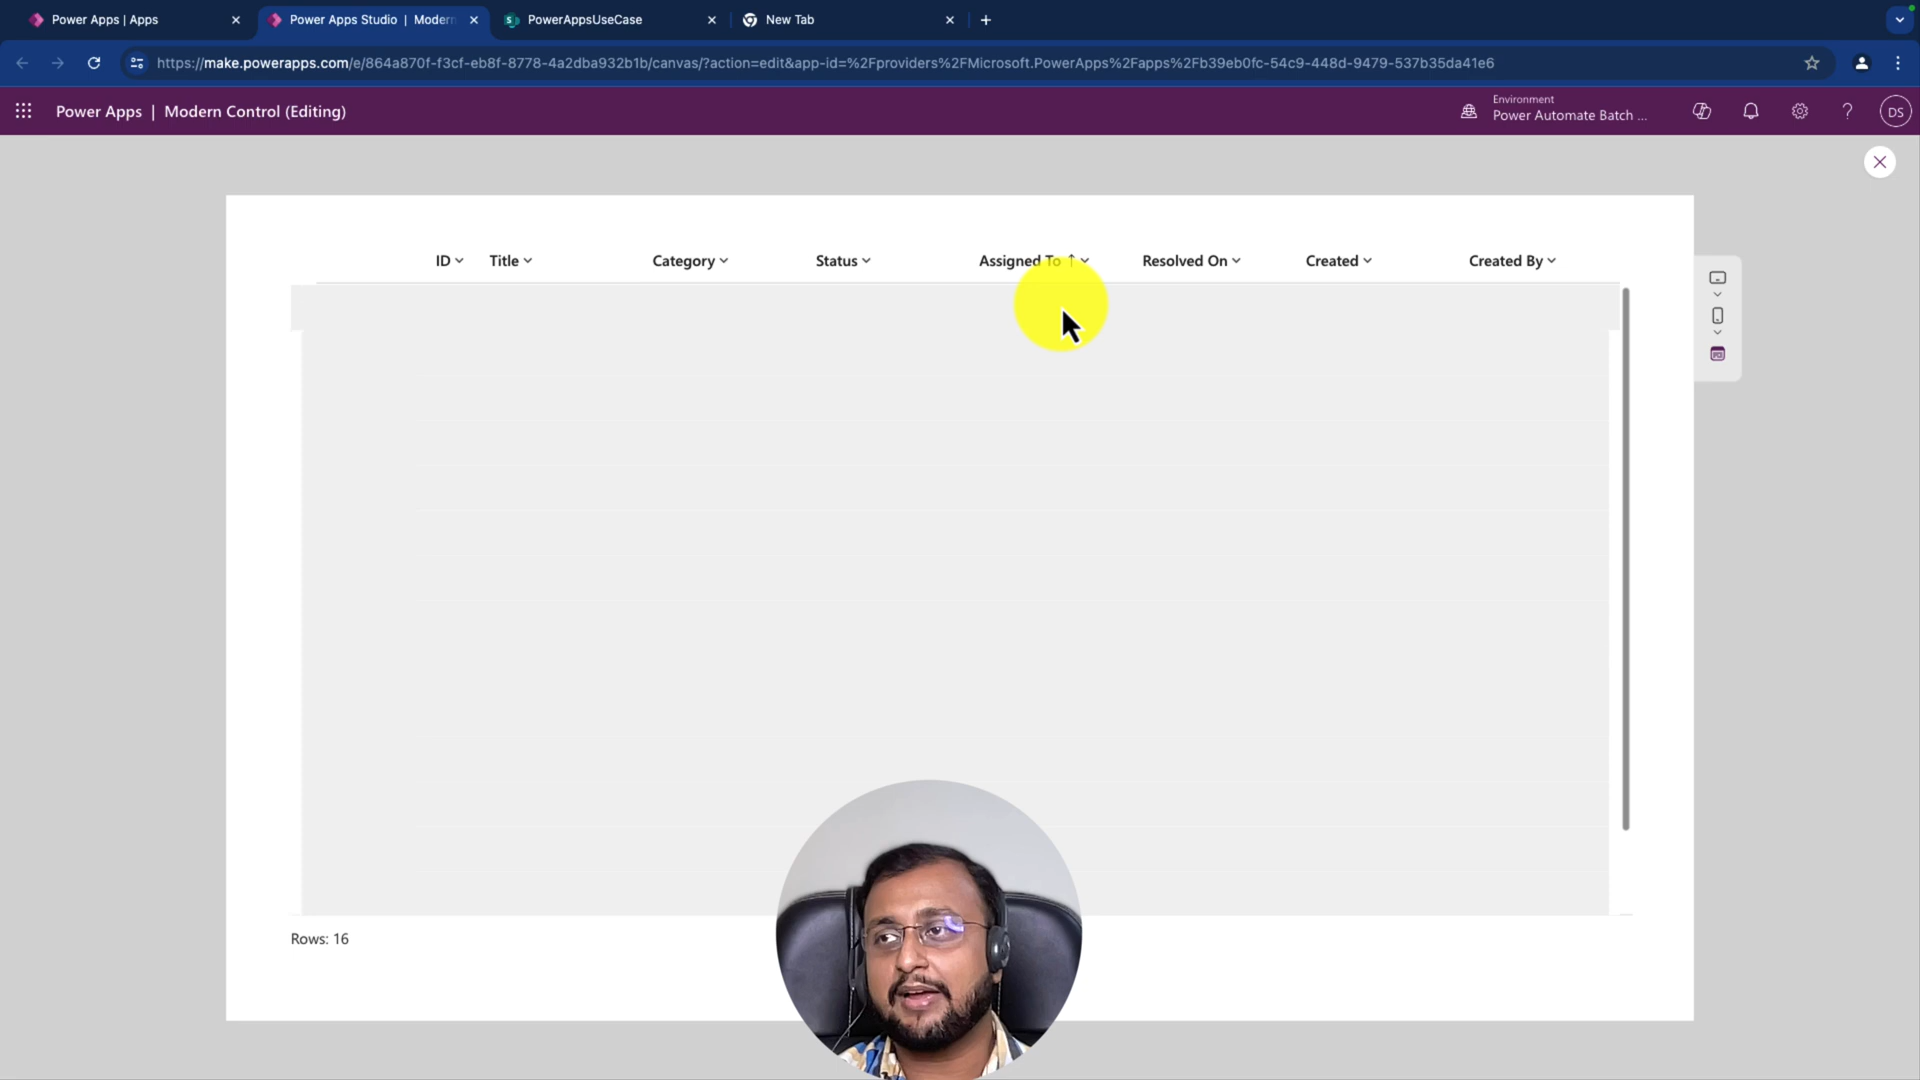 Power Apps | Apps
Power Apps Studio | Modern
PowerAppsUseCase
New Tab
https://make.powerapps.com/e/864a870f-f3cf-eb8f-8778-4a2dba932b1b/canvas/?action=edit&app-id=%2Fproviders%2FMicrosoft.PowerApps%2Fapps%2Fb39eb0fc-54c9-448d-9479-537b35da41e6
Power Apps | Modern Control (Editing)
Environment
Power Automate Batch ...
DS
ID Title Category Status Assigned To ↑ Resolved On Created Created By
Rows: 16